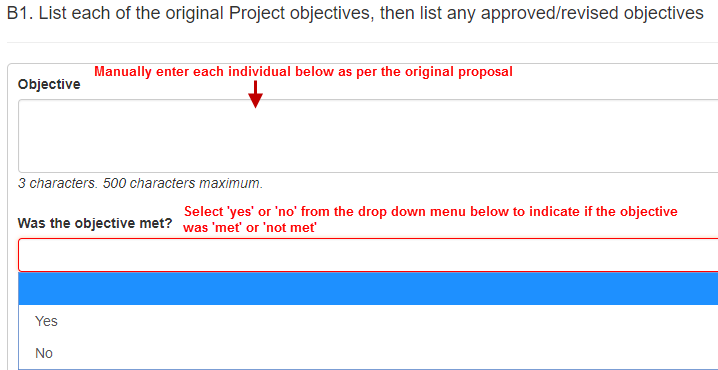 B1. List each of the original Project objectives, then list any approved/revised objectives
Manually enter each individual below as per the original proposal
Objective
3 characters. 500 characters maximum.
Select 'yes' or 'no' from the drop down menu below to indicate if the objective
Was the objective met?
was 'met' or 'not met'
Yes
No